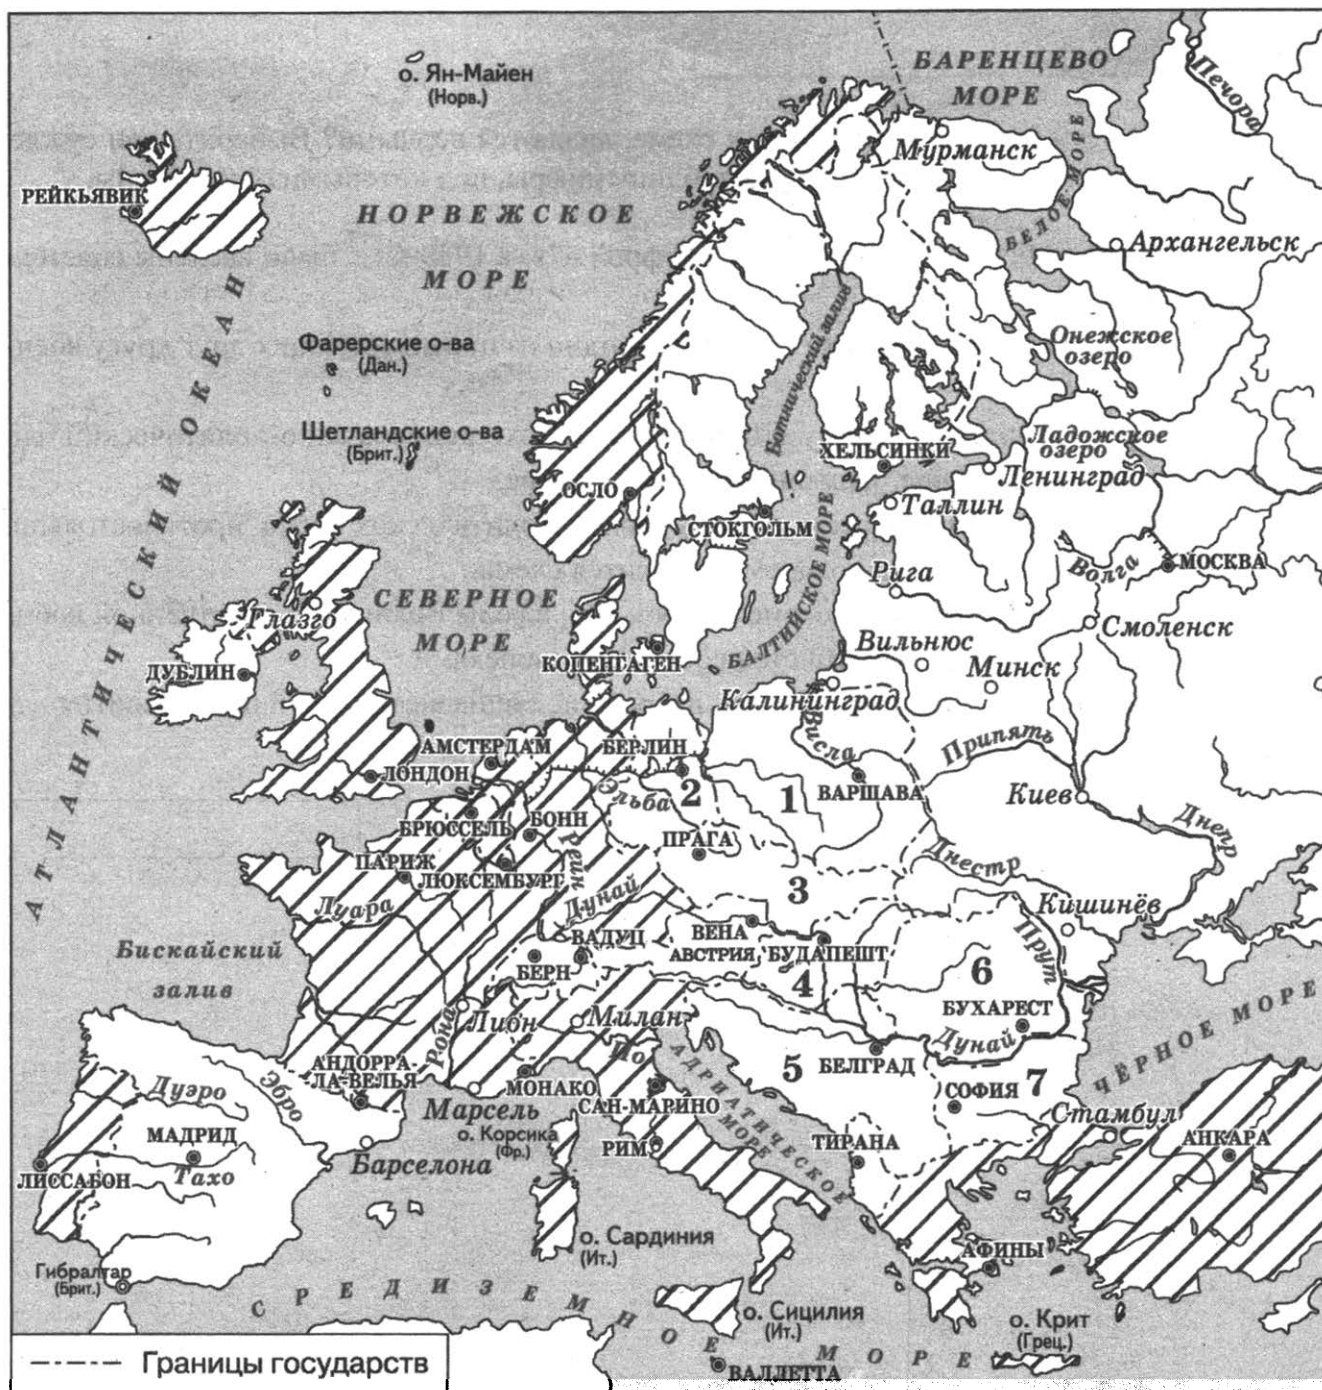 БАРЕНЦЕВО
МОРЕ
Печора
о. Ян-Майен
(Норв.)
Мурманск
БЕЛОЕ МОРЕ
РЕЙКЬЯВИК
НОРВЕЖСКОЕ
МОРЕ
Архангельск
АТЛАНТИЧЕСКИЙ ОКЕАН
Фарерские о-ва
(Дан.)
Ботнический залив
Онежское
озеро
Шетландские о-ва
(Брит.)
ХЕЛЬСИНКИ
Ладожское
озеро
Ленинград
ОСЛО
СТОКГОЛЬМ
Таллин
БАЛТИЙСКОЕ МОРЕ
Рига
Волга
МОСКВА
СЕВЕРНОЕ
МОРЕ
Глазго
Смоленск
ДУБЛИН
КОПЕНГАГЕН
Вильнюс
Минск
Калининград
Висла
Припять
АМСТЕРДАМ
БЕРЛИН
ЛОНДОН
Эльба
2
1
ВАРШАВА
Киев
Днепр
БРЮССЕЛЬ
БОНН
Рейн
ПРАГА
ПАРИЖ
ЛЮКСЕМБУРГ
3
Днестр
Луара
Дунай
Кишинёв
Прут
Бискайский
залив
ВАДУЦ
ВЕНА
АВСТРИЯ
БУДАПЕШТ
БЕРН
4
6
БУХАРЕСТ
Рона
Лион
Милан
По
Дунай
ЧЁРНОЕ МОРЕ
АНДОРРА-
ЛА-ВЕЛЬЯ
МОНАКО
САН-МАРИНО
АДРИАТИЧЕСКОЕ
МОРЕ
5
БЕЛГРАД
СОФИЯ
7
Дуэро
Эбро
Марсель
о. Корсика
(Фр.)
Стамбул
МАДРИД
Барселона
РИМ
ТИРАНА
АНКАРА
ЛИССАБОН
Тахо
о. Сардиния
(Ит.)
АФИНЫ
Гибралтар
(Брит.)
СРЕДИЗЕМНОЕ МОРЕ
о. Сицилия
(Ит.)
о. Крит
(Грец.)
ВАЛЛЕТТА
Границы государств